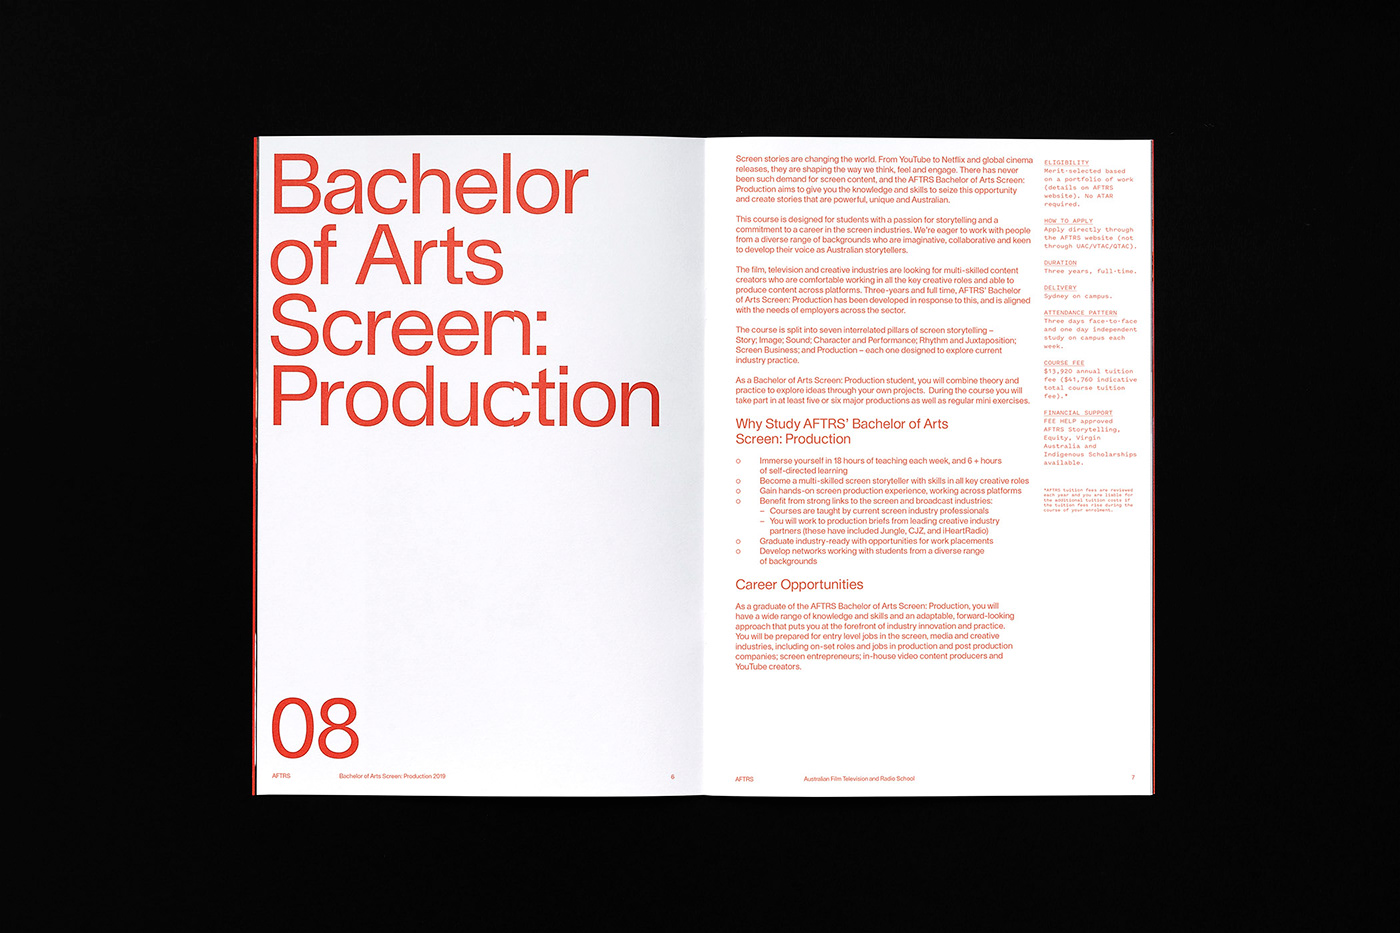 Bachelor
of Arts
Screen:
Production
08
AFTRS
Bachelor of Arts Screen: Production 2019
6
Screen stories are changing the world. From YouTube to Netflix and global cinema
releases, they are shaping the way we think, feel and engage. There has never
been such demand for screen content, and the AFTRS Bachelor of Arts Screen:
Production aims to give you the knowledge and skills to seize this opportunity
and create stories that are powerful, unique and Australian.
This course is designed for students with a passion for storytelling and a
commitment to a career in the screen industries. We're eager to work with people
from a diverse range of backgrounds who are imaginative, collaborative and keen
to develop their voice as Australian storytellers.
The film, television and creative industries are looking for multi-skilled content
creators who are comfortable working in all the key creative roles and able to
produce content across platforms. Three-years and full time, AFTRS' Bachelor
of Arts Screen: Production has been developed in response to this, and is aligned
with the needs of employers across the sector.
The course is split into seven interrelated pillars of screen storytelling –
Story; Image; Sound; Character and Performance; Rhythm and Juxtaposition;
Screen Business; and Production – each one designed to explore current
industry practice.
As a Bachelor of Arts Screen: Production student, you will combine theory and
practice to explore ideas through your own projects. During the course you will
take part in at least five or six major productions as well as regular mini exercises.
Why Study AFTRS' Bachelor of Arts
Screen: Production
○ Immerse yourself in 18 hours of teaching each week, and 6 + hours
of self-directed learning
○ Become a multi-skilled screen storyteller with skills in all key creative roles
○ Gain hands-on screen production experience, working across platforms
○ Benefit from strong links to the screen and broadcast industries:
– Courses are taught by current screen industry professionals
– You will work to production briefs from leading creative industry
partners (these have included Jungle, CJZ, and iHeartRadio)
○ Graduate industry-ready with opportunities for work placements
○ Develop networks working with students from a diverse range
of backgrounds
Career Opportunities
As a graduate of the AFTRS Bachelor of Arts Screen: Production, you will
have a wide range of knowledge and skills and an adaptable, forward-looking
approach that puts you at the forefront of industry innovation and practice.
You will be prepared for entry level jobs in the screen, media and creative
industries, including on-set roles and jobs in production and post production
companies; screen entrepreneurs; in-house video content producers and
YouTube creators.
ELIGIBILITY
Merit-selected based
on a portfolio of work
(details on AFTRS
website). No ATAR
required.
HOW TO APPLY
Apply directly through
the AFTRS website (not
through UAC/VTAC/QTAC).
DURATION
Three years, full-time.
DELIVERY
Sydney on campus.
ATTENDANCE PATTERN
Three days face-to-face
and one day independent
study on campus each
week.
COURSE FEE
$13,920 annual tuition
fee ($41,760 indicative
total course tuition
fee).*
FINANCIAL SUPPORT
FEE HELP approved
AFTRS Storytelling,
Equity, Virgin
Australia and
Indigenous Scholarships
available.
*AFTRS tuition fees are reviewed
each year and you are liable for
the additional tuition costs if
the tuition fees rise during the
course of your enrolment.
AFTRS
Australian Film Television and Radio School
7